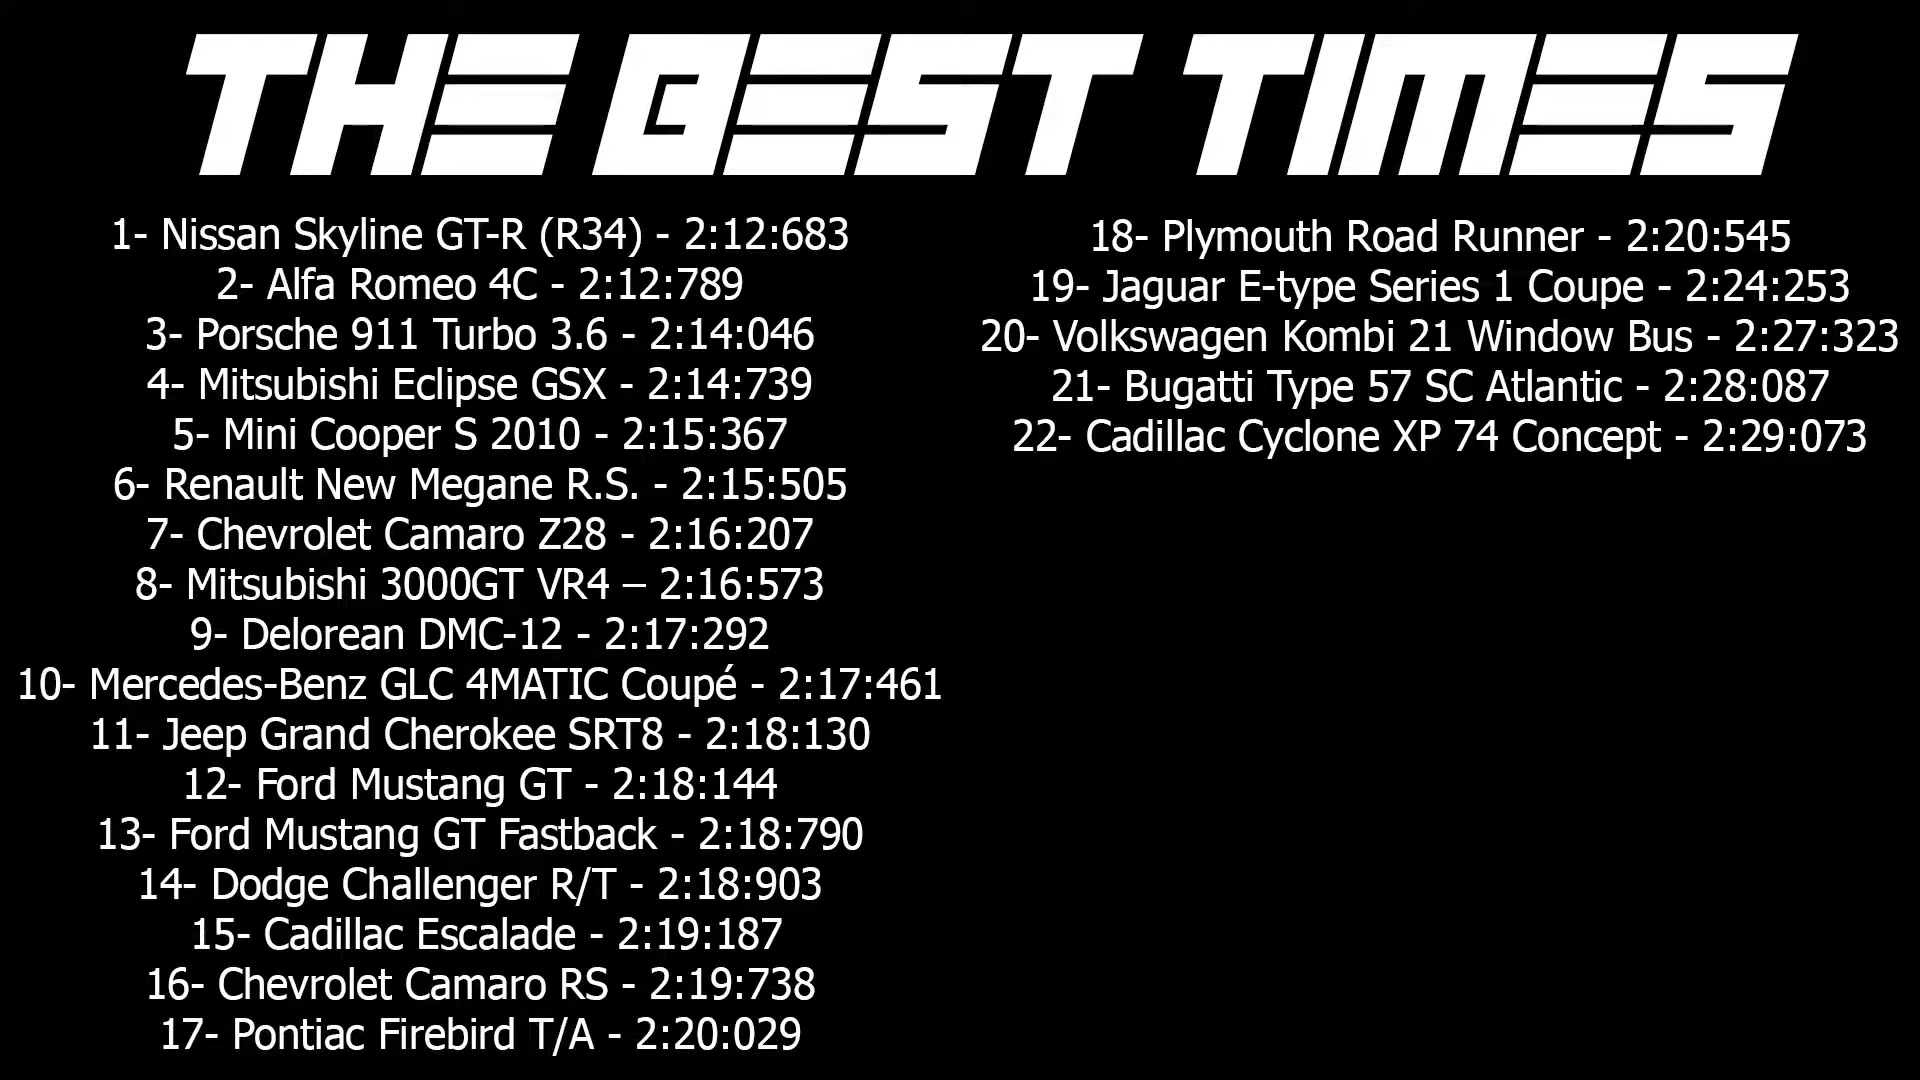 THE BEST TIMES
1- Nissan Skyline GT-R (R34) - 2:12:683
2- Alfa Romeo 4C - 2:12:789
3- Porsche 911 Turbo 3.6 - 2:14:046
4- Mitsubishi Eclipse GSX - 2:14:739
5- Mini Cooper S 2010 - 2:15:367
6- Renault New Megane R.S. - 2:15:505
7- Chevrolet Camaro Z28 - 2:16:207
8- Mitsubishi 3000GT VR4 – 2:16:573
9- Delorean DMC-12 - 2:17:292
10- Mercedes-Benz GLC 4MATIC Coupé - 2:17:461
11- Jeep Grand Cherokee SRT8 - 2:18:130
12- Ford Mustang GT - 2:18:144
13- Ford Mustang GT Fastback - 2:18:790
14- Dodge Challenger R/T - 2:18:903
15- Cadillac Escalade - 2:19:187
16- Chevrolet Camaro RS - 2:19:738
17- Pontiac Firebird T/A - 2:20:029
18- Plymouth Road Runner - 2:20:545
19- Jaguar E-type Series 1 Coupe - 2:24:253
20- Volkswagen Kombi 21 Window Bus - 2:27:323
21- Bugatti Type 57 SC Atlantic - 2:28:087
22- Cadillac Cyclone XP 74 Concept - 2:29:073